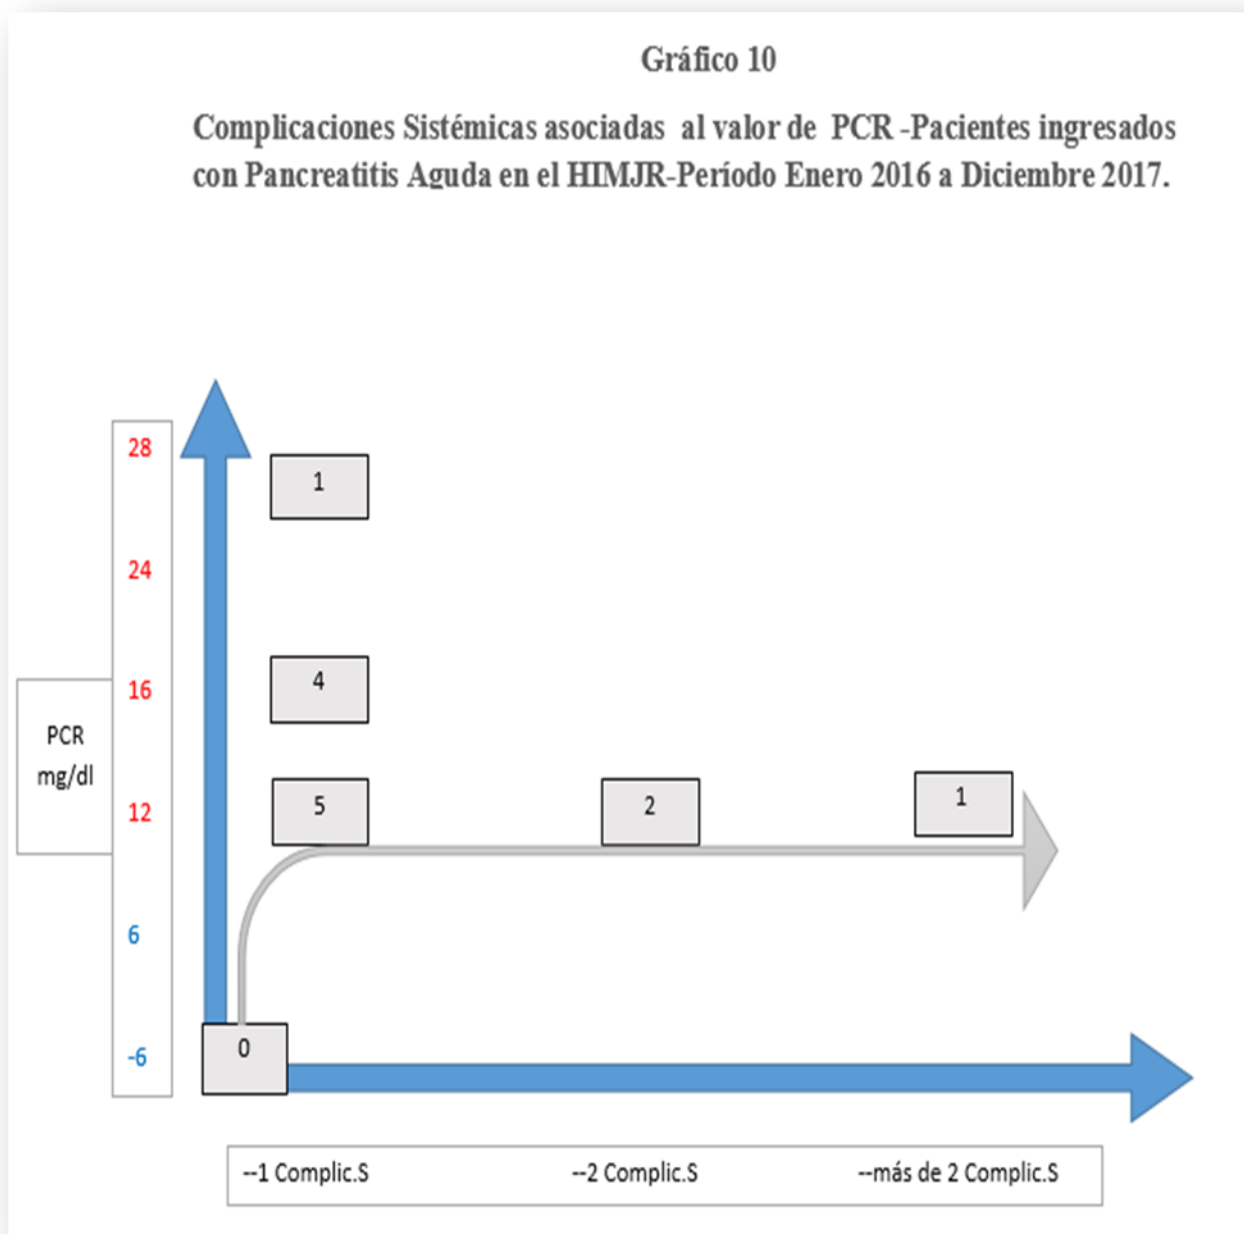 Gráfico 10
Complicaciones Sistémicas asociadas al valor de PCR -Pacientes ingresados
con Pancreatitis Aguda en el HIMJR-Período Enero 2016 a Diciembre 2017.
28
1
24
4
16
PCR
mg/dl
12
5
2
1
6
0
-6
--1 Complic.S
--2 Complic.S
--más de 2 Complic.S